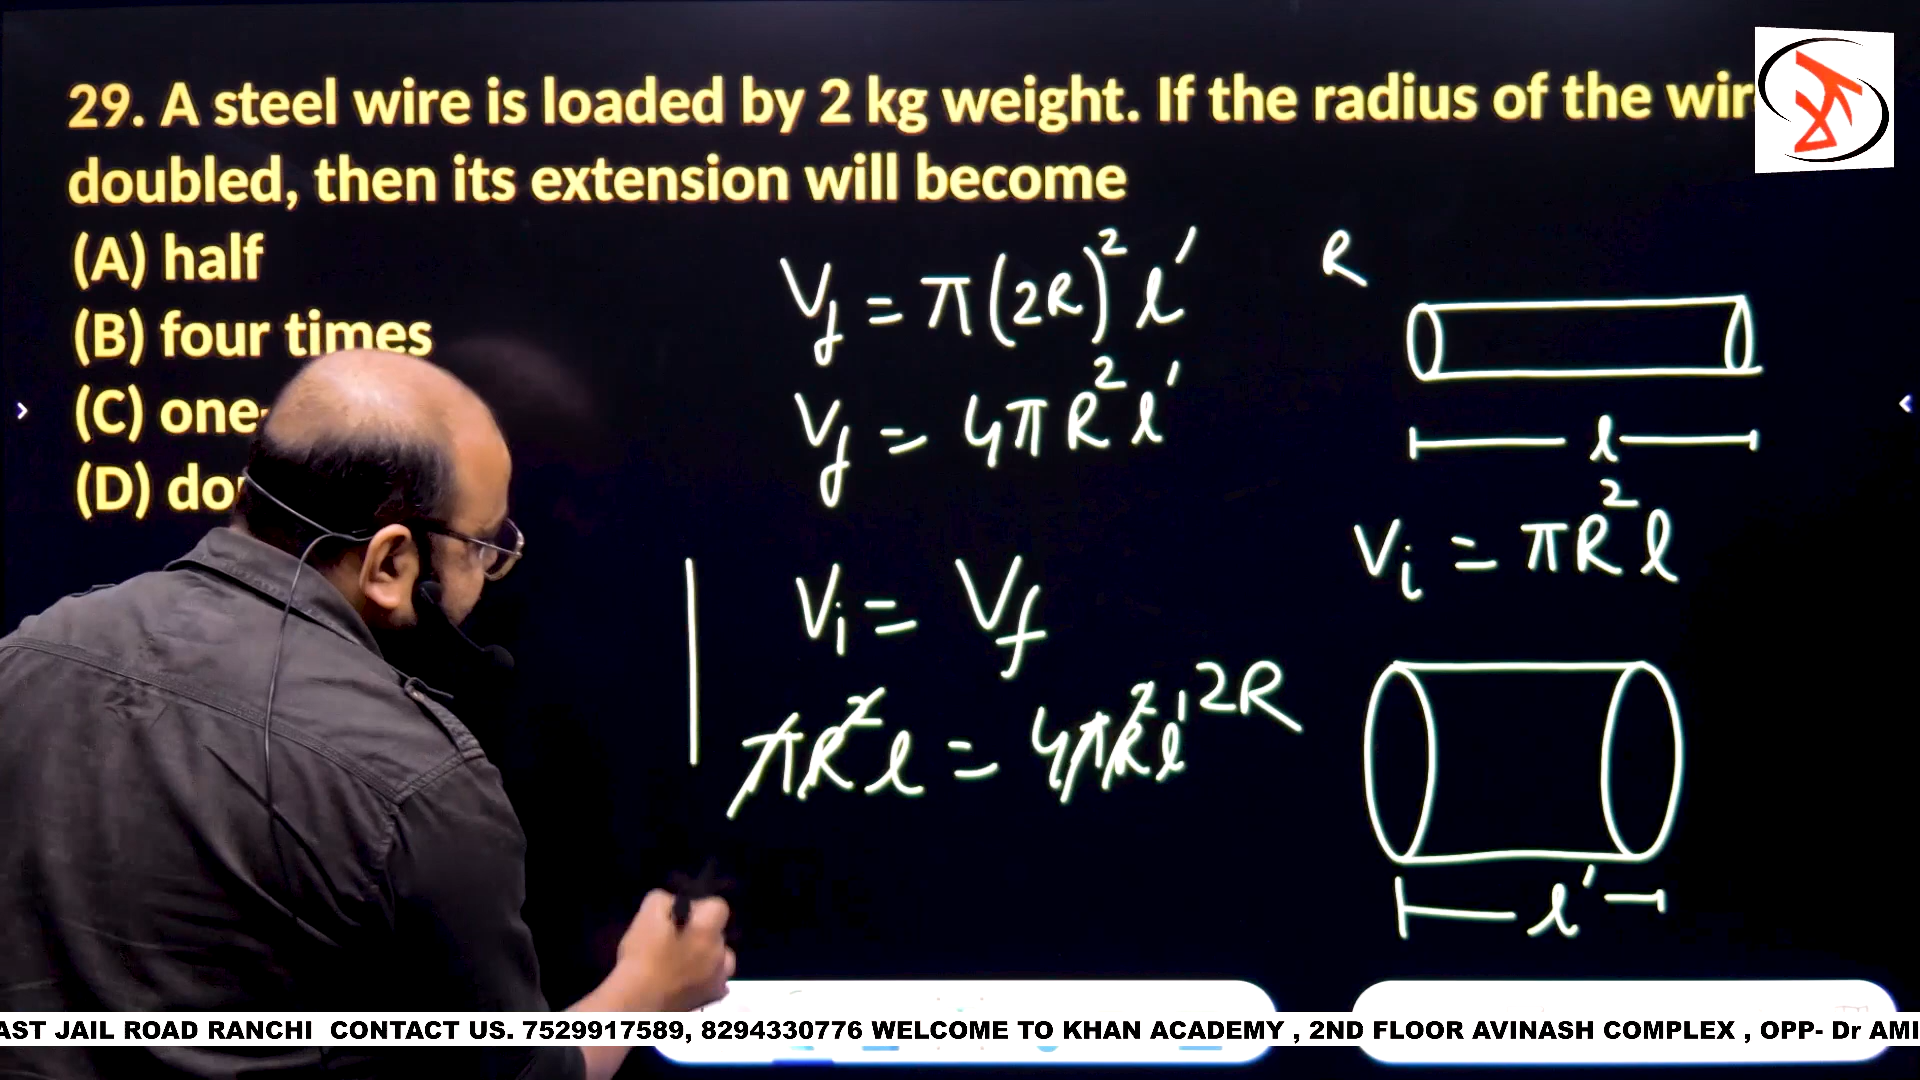 29. A steel wire is loaded by 2 kg weight. If the radius of the wir
doubled, then its extension will become
(A) half
(B) four times
(C) one-
(D) do
V_f = π(2R)² l′
V_f = 4πR² l′
V_i = V_f
πR² l = 4πR² l′
R
l
V_i = πR² l
2R
l′
AST JAIL ROAD RANCHI CONTACT US. 7529917589, 8294330776 WELCOME TO KHAN ACADEMY , 2ND FLOOR AVINASH COMPLEX , OPP- Dr AMI